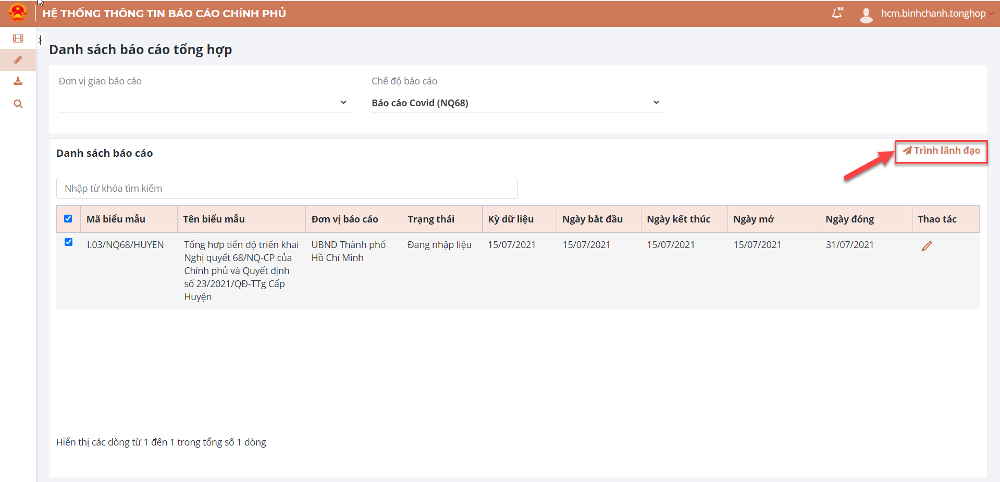 HỆ THỐNG THÔNG TIN BÁO CÁO CHÍNH PHỦ
84
hcm.binhchanh.tonghop
Danh sách báo cáo tổng hợp
Đơn vị giao báo cáo
Chế độ báo cáo
Báo cáo Covid (NQ68)
Danh sách báo cáo
Trình lãnh đạo
Nhập từ khóa tìm kiếm
Mã biểu mẫu
Tên biểu mẫu
Đơn vị báo cáo
Trạng thái
Kỳ dữ liệu
Ngày bắt đầu
Ngày kết thúc
Ngày mở
Ngày đóng
Thao tác
I.03/NQ68/HUYEN
Tổng hợp tiến độ triển khai
Nghị quyết 68/NQ-CP của
Chính phủ và Quyết định
số 23/2021/QĐ-TTg Cấp
Huyện
UBND Thành phố
Hồ Chí Minh
Đang nhập liệu
15/07/2021
15/07/2021
15/07/2021
15/07/2021
31/07/2021
Hiển thị các dòng từ 1 đến 1 trong tổng số 1 dòng